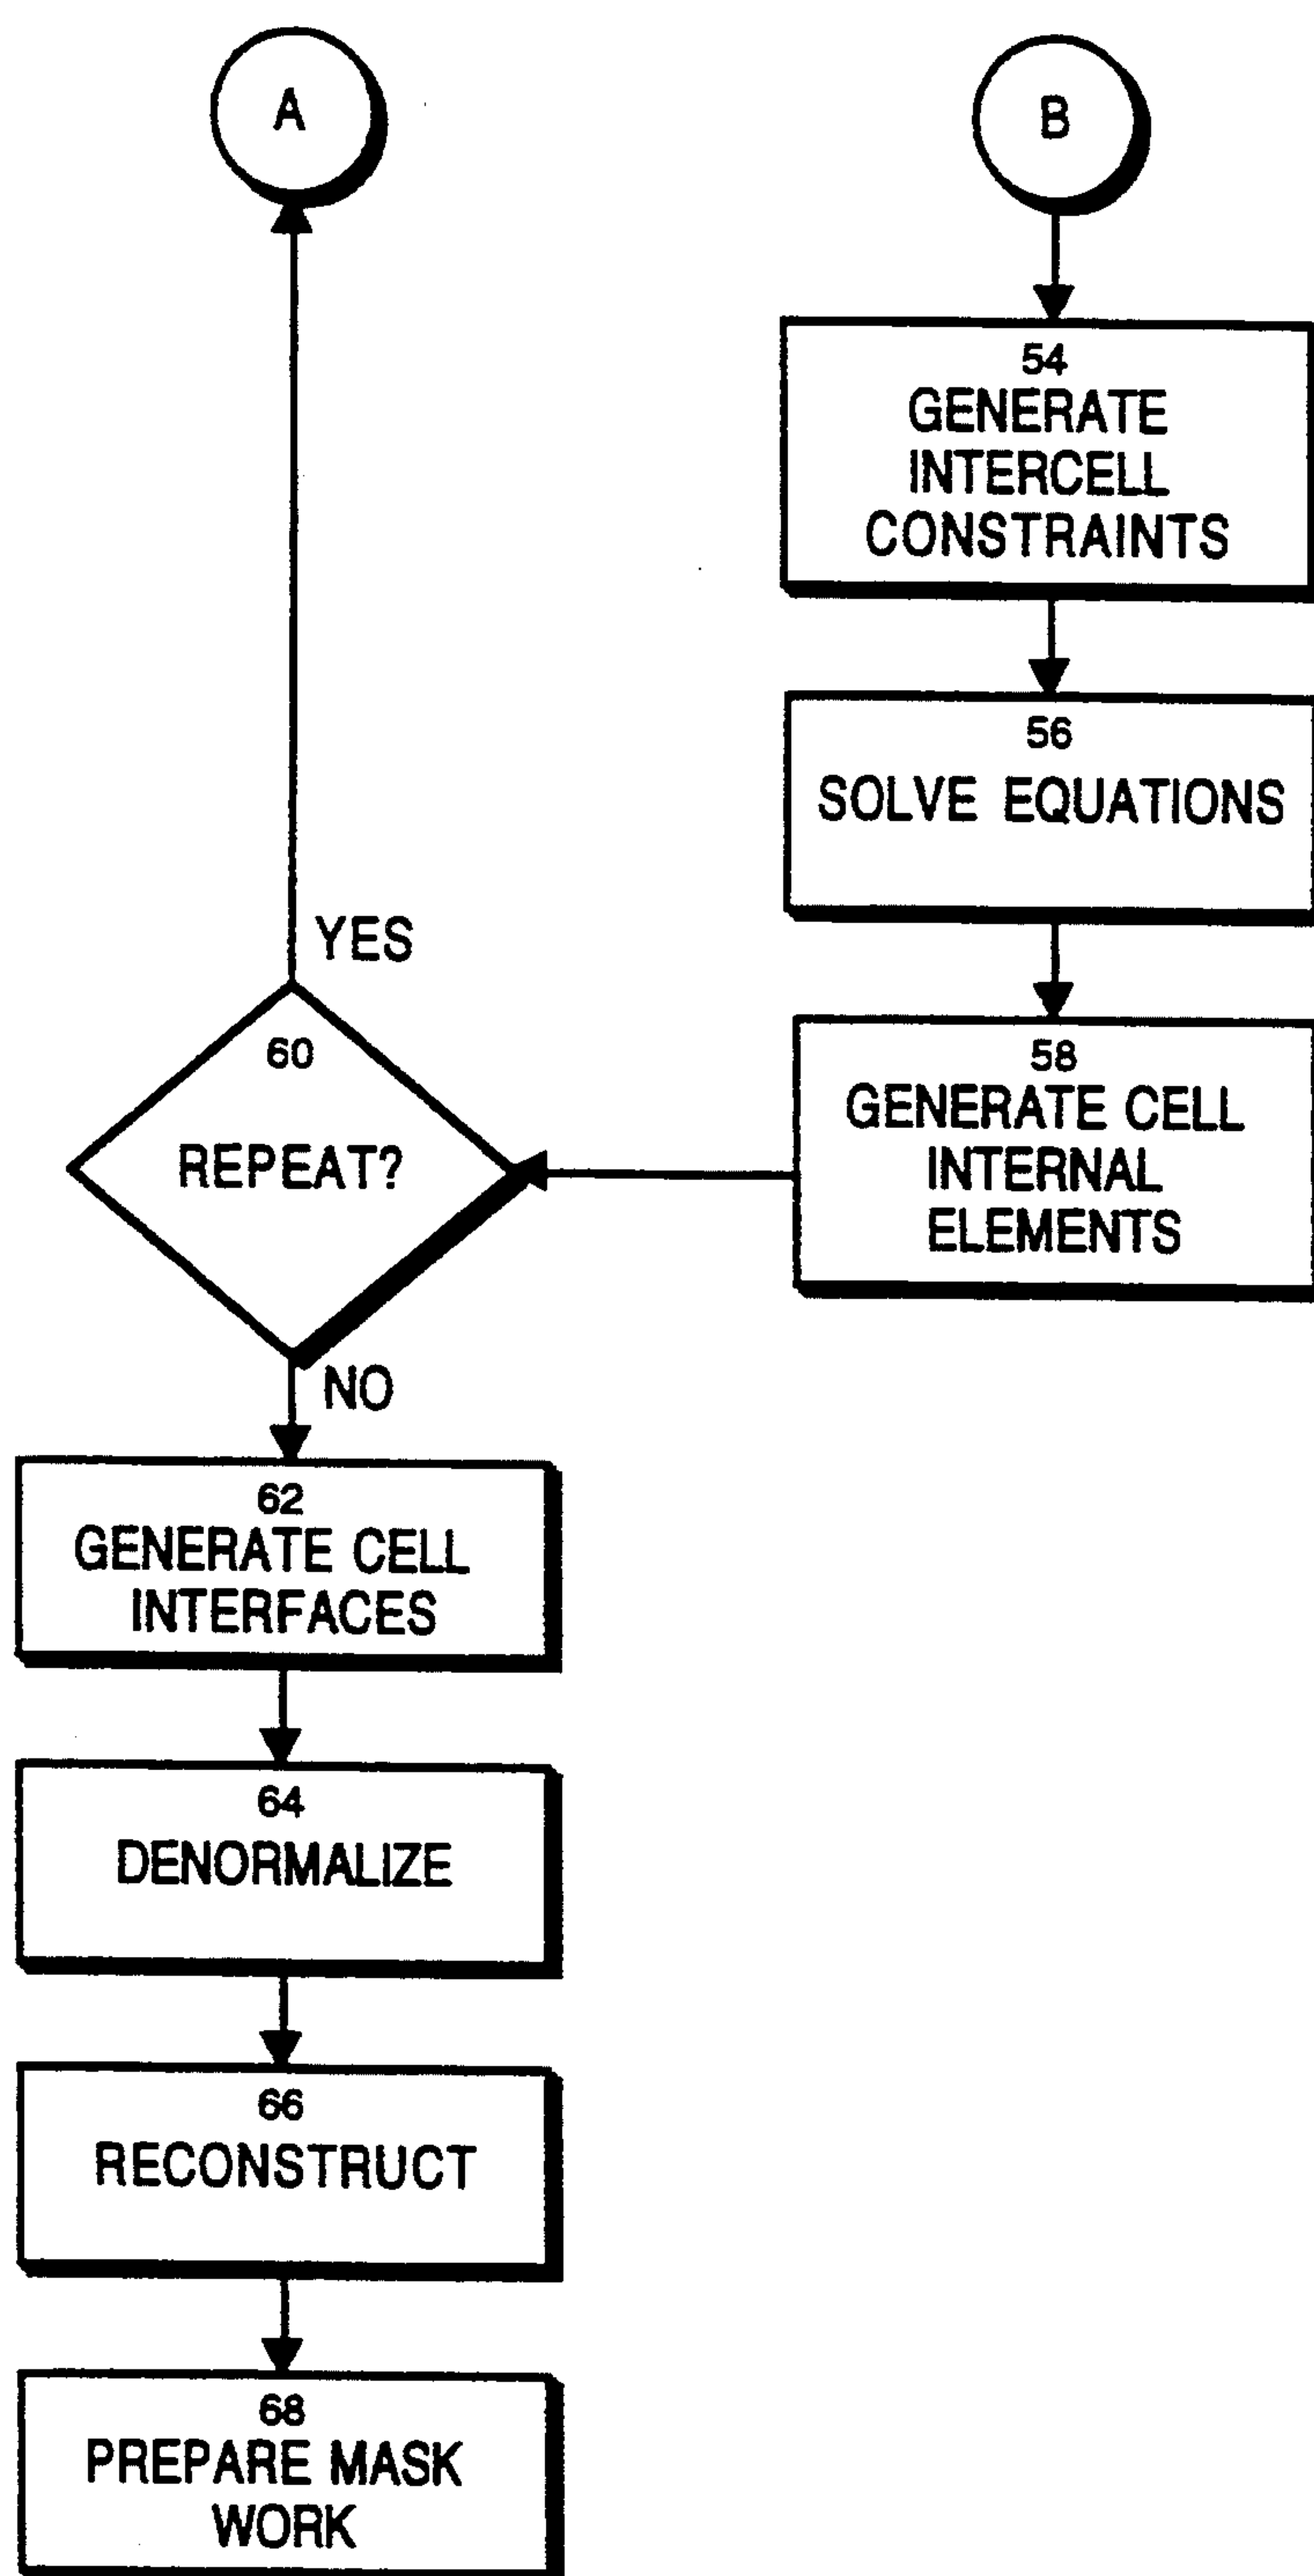 A
B
54
GENERATE
INTERCELL
CONSTRAINTS
56
SOLVE EQUATIONS
58
GENERATE CELL
INTERNAL
ELEMENTS
YES
60
REPEAT?
NO
62
GENERATE CELL
INTERFACES
64
DENORMALIZE
66
RECONSTRUCT
68
PREPARE MASK
WORK